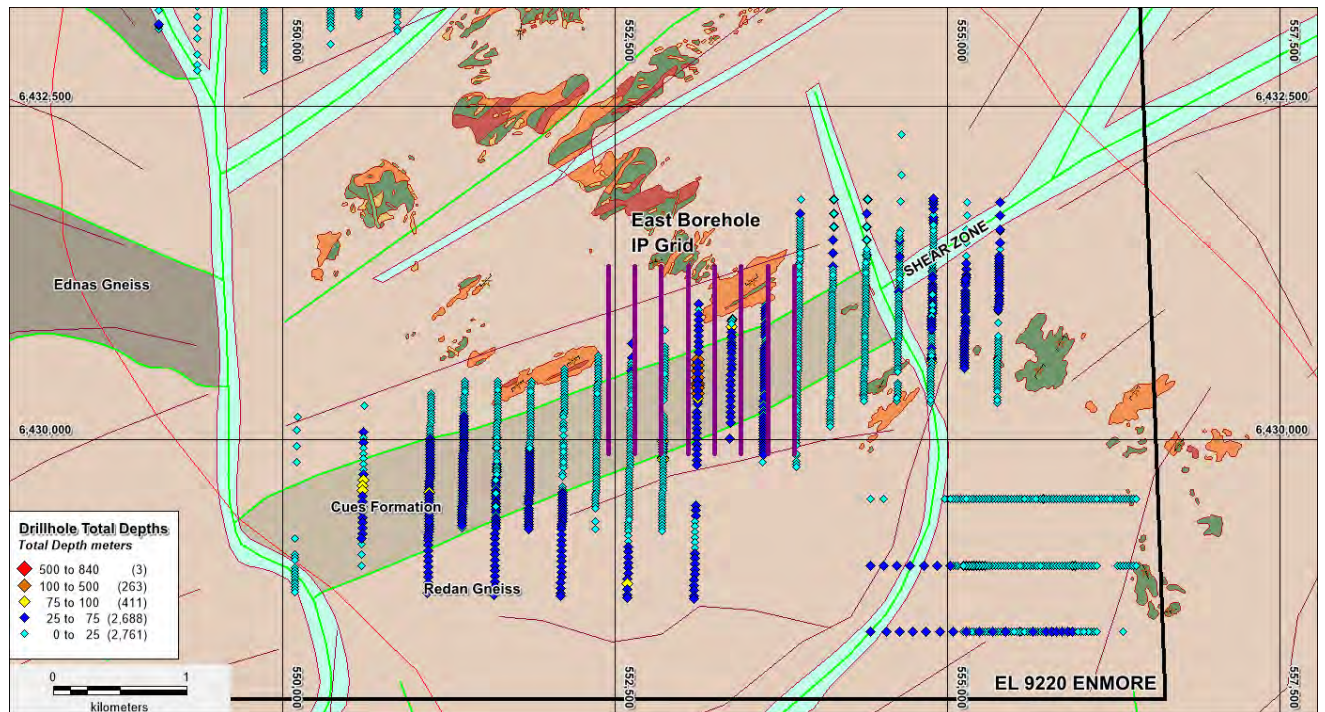 550,000
552,500
555,000
557,500
6,432,500
6,432,500
East Borehole
IP Grid
SHEAR ZONE
Ednas Gneiss
6,430,000
6,430,000
Cues Formation
Redan Gneiss
Drillhole Total Depths
Total Depth meters
500 to 840 (3)
100 to 500 (263)
75 to 100 (411)
25 to 75 (2,688)
0 to 25 (2,761)
0 1
kilometers
550,000
552,500
555,000
557,500
EL 9220 ENMORE